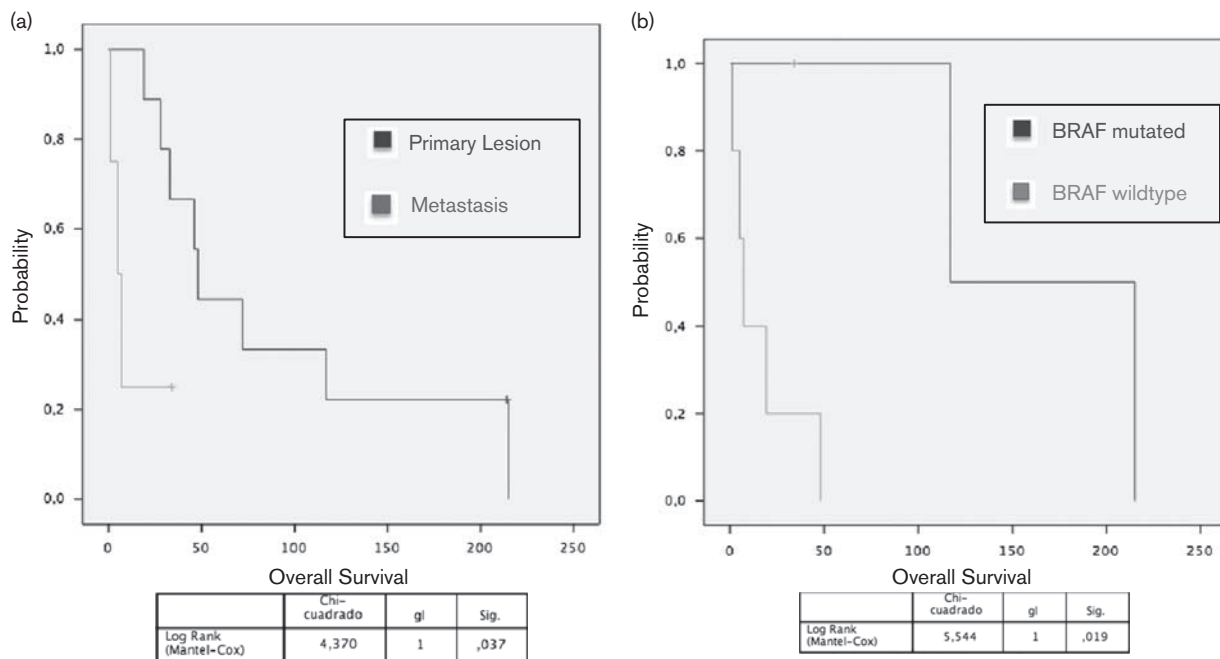 (a)
1,0
0,8
0,6
0,4
0,2
0,0
Probability
Primary Lesion
Metastasis
0 50 100 150 200 250
Overall Survival
Chi-
cuadrado gl Sig.
Log Rank
(Mantel-Cox) 4,370 1 ,037
(b)
1,0
0,8
0,6
0,4
0,2
0,0
Probability
BRAF mutated
BRAF wildtype
0 50 100 150 200 250
Overall Survival
Chi-
cuadrado gl Sig.
Log Rank
(Mantel-Cox) 5,544 1 ,019